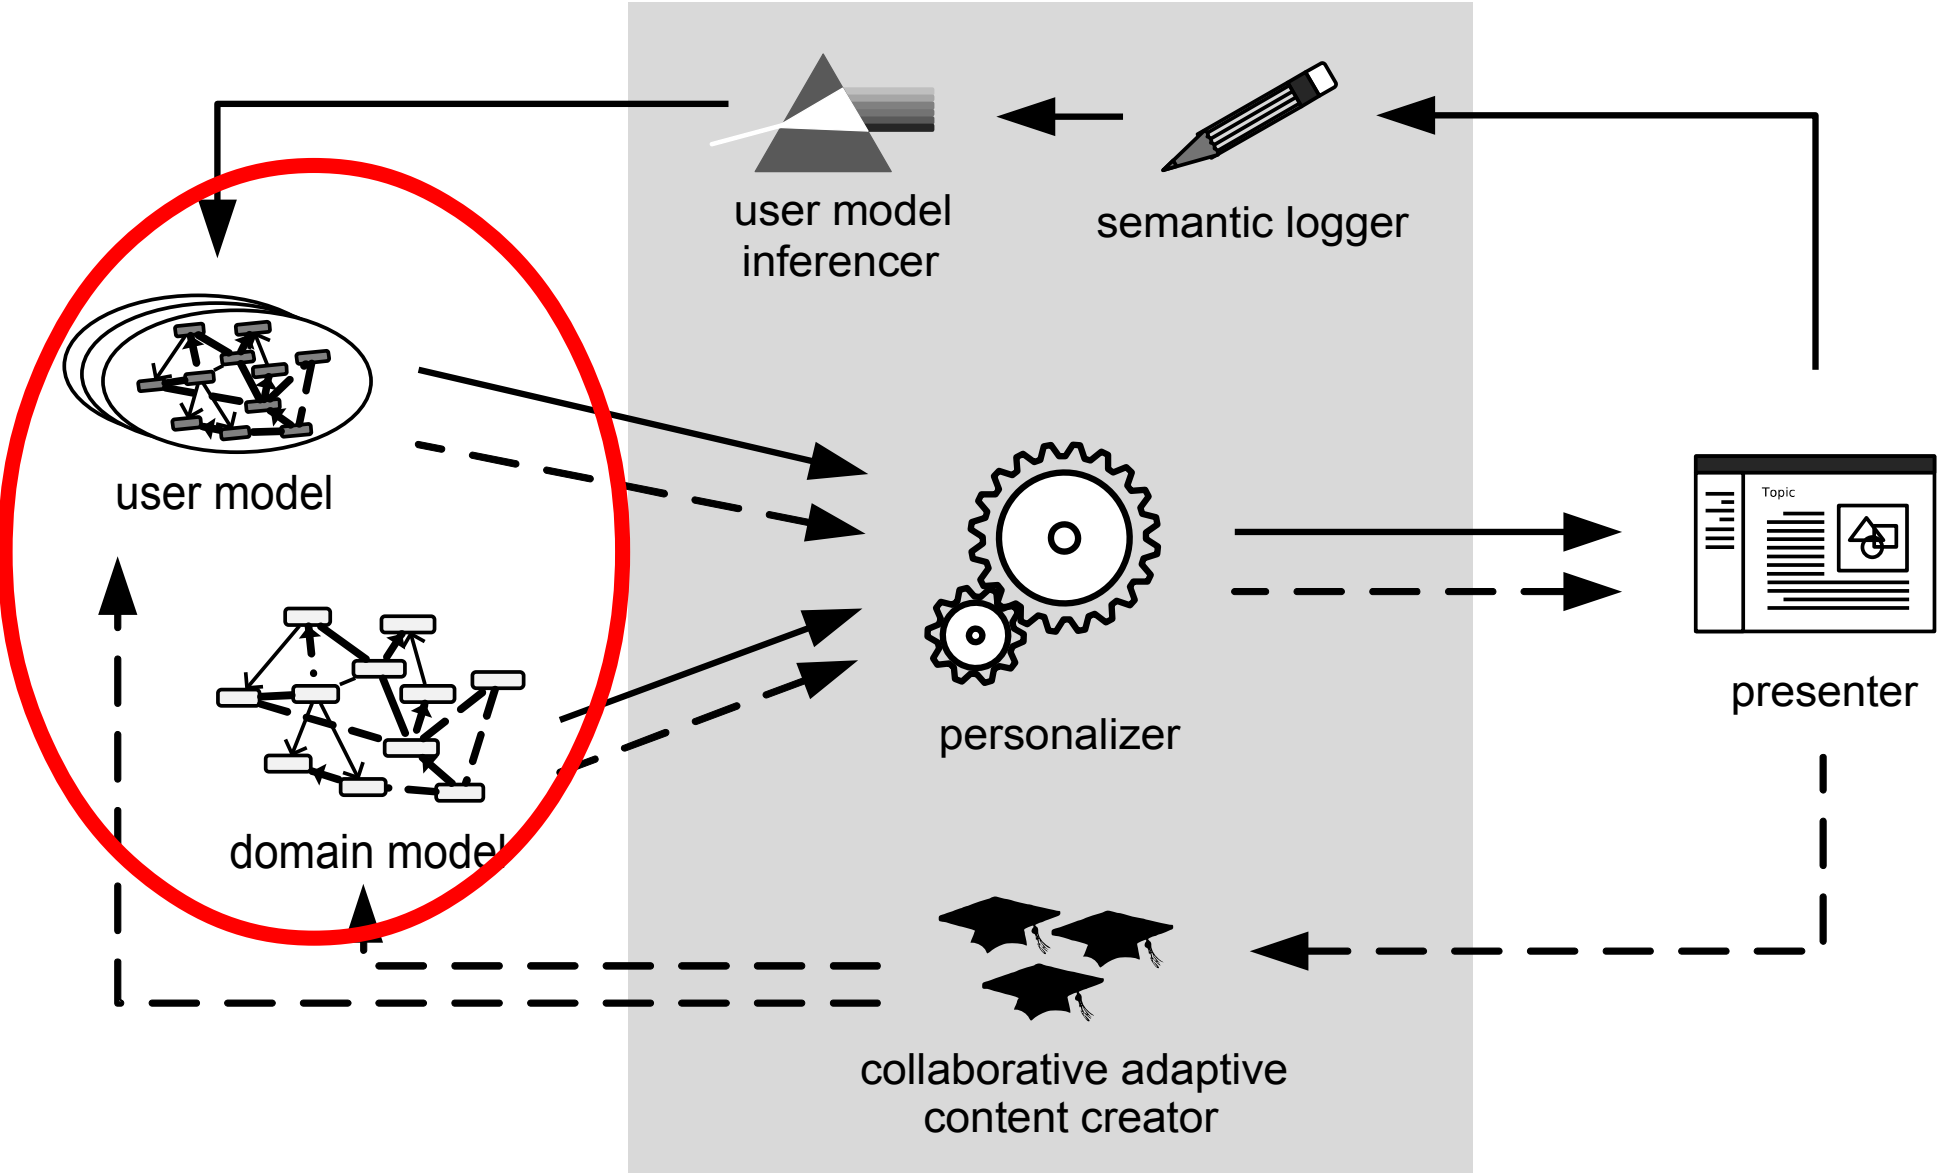 user model
inferencer
semantic logger
user model
Topic
presenter
personalizer
domain model
collaborative adaptive
content creator